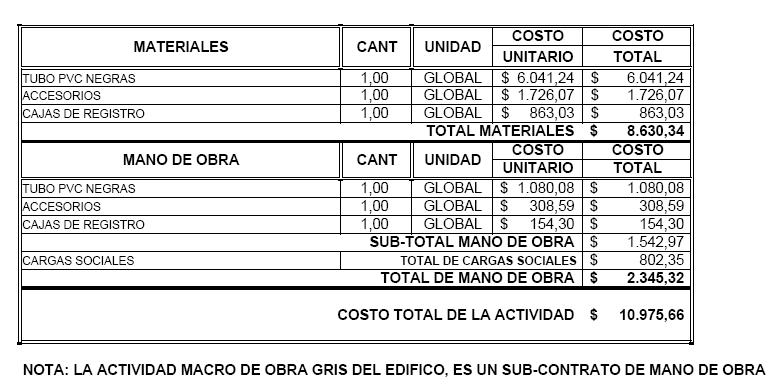 MATERIALES CANT UNIDAD COSTO UNITARIO COSTO TOTAL
TUBO PVC NEGRAS 1,00 GLOBAL $ 6.041,24 $ 6.041,24
ACCESORIOS 1,00 GLOBAL $ 1.726,07 $ 1.726,07
CAJAS DE REGISTRO 1,00 GLOBAL $ 863,03 $ 863,03
TOTAL MATERIALES $ 8.630,34
MANO DE OBRA CANT UNIDAD COSTO UNITARIO COSTO TOTAL
TUBO PVC NEGRAS 1,00 GLOBAL $ 1.080,08 $ 1.080,08
ACCESORIOS 1,00 GLOBAL $ 308,59 $ 308,59
CAJAS DE REGISTRO 1,00 GLOBAL $ 154,30 $ 154,30
SUB-TOTAL MANO DE OBRA $ 1.542,97
CARGAS SOCIALES TOTAL DE CARGAS SOCIALES $ 802,35
TOTAL DE MANO DE OBRA $ 2.345,32
COSTO TOTAL DE LA ACTIVIDAD $ 10.975,66
NOTA: LA ACTIVIDAD MACRO DE OBRA GRIS DEL EDIFICO, ES UN SUB-CONTRATO DE MANO DE OBRA